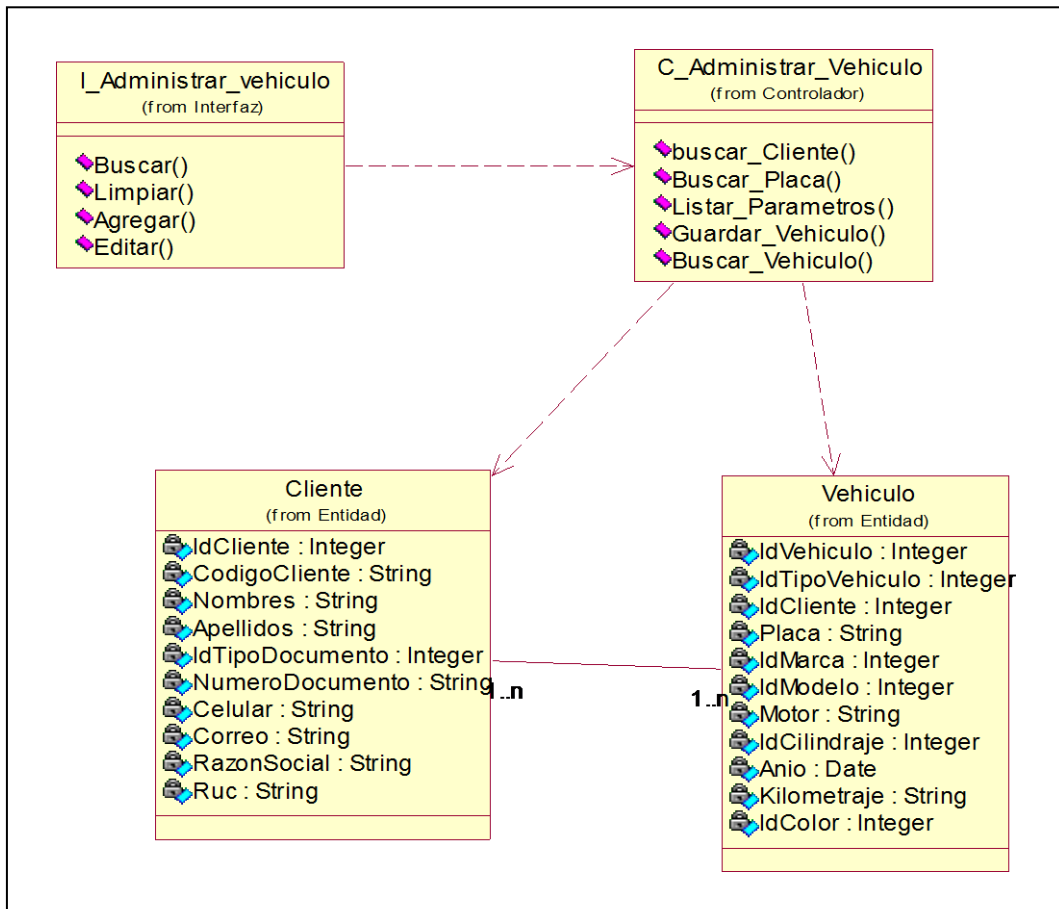 I_Administrar_vehiculo
(from Interfaz)
Buscar()
Limpiar()
Agregar()
Editar()
C_Administrar_Vehiculo
(from Controlador)
buscar_Cliente()
Buscar_Placa()
Listar_Parametros()
Guardar_Vehiculo()
Buscar_Vehiculo()
Cliente
(from Entidad)
IdCliente : Integer
CodigoCliente : String
Nombres : String
Apellidos : String
IdTipoDocumento : Integer
NumeroDocumento : String
Celular : String
Correo : String
RazonSocial : String
Ruc : String
1..n
1..n
Vehiculo
(from Entidad)
IdVehiculo : Integer
IdTipoVehiculo : Integer
IdCliente : Integer
Placa : String
IdMarca : Integer
IdModelo : Integer
Motor : String
IdCilindraje : Integer
Anio : Date
Kilometraje : String
IdColor : Integer